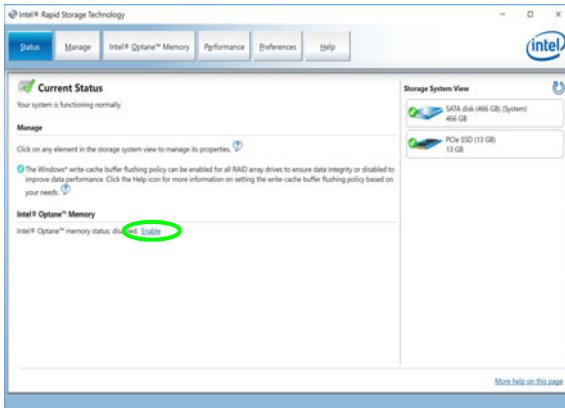 Intel® Rapid Storage Technology
Status Manage Intel® Optane™ Memory Performance Preferences Help
intel
Current Status
Your system is functioning normally.
Manage
Click on any element in the storage system view to manage its properties.
The Windows* write-cache buffer flushing policy can be enabled for all RAID array drives to ensure data integrity or disabled to
improve data performance. Click the Help icon for more information on setting the write-cache buffer flushing policy based on
your needs.
Intel® Optane™ Memory
Intel® Optane™ memory status: disabled. Enable
Storage System View
SATA disk (466 GB) (System)
466 GB
PCIe SSD (13 GB)
13 GB
More help on this page